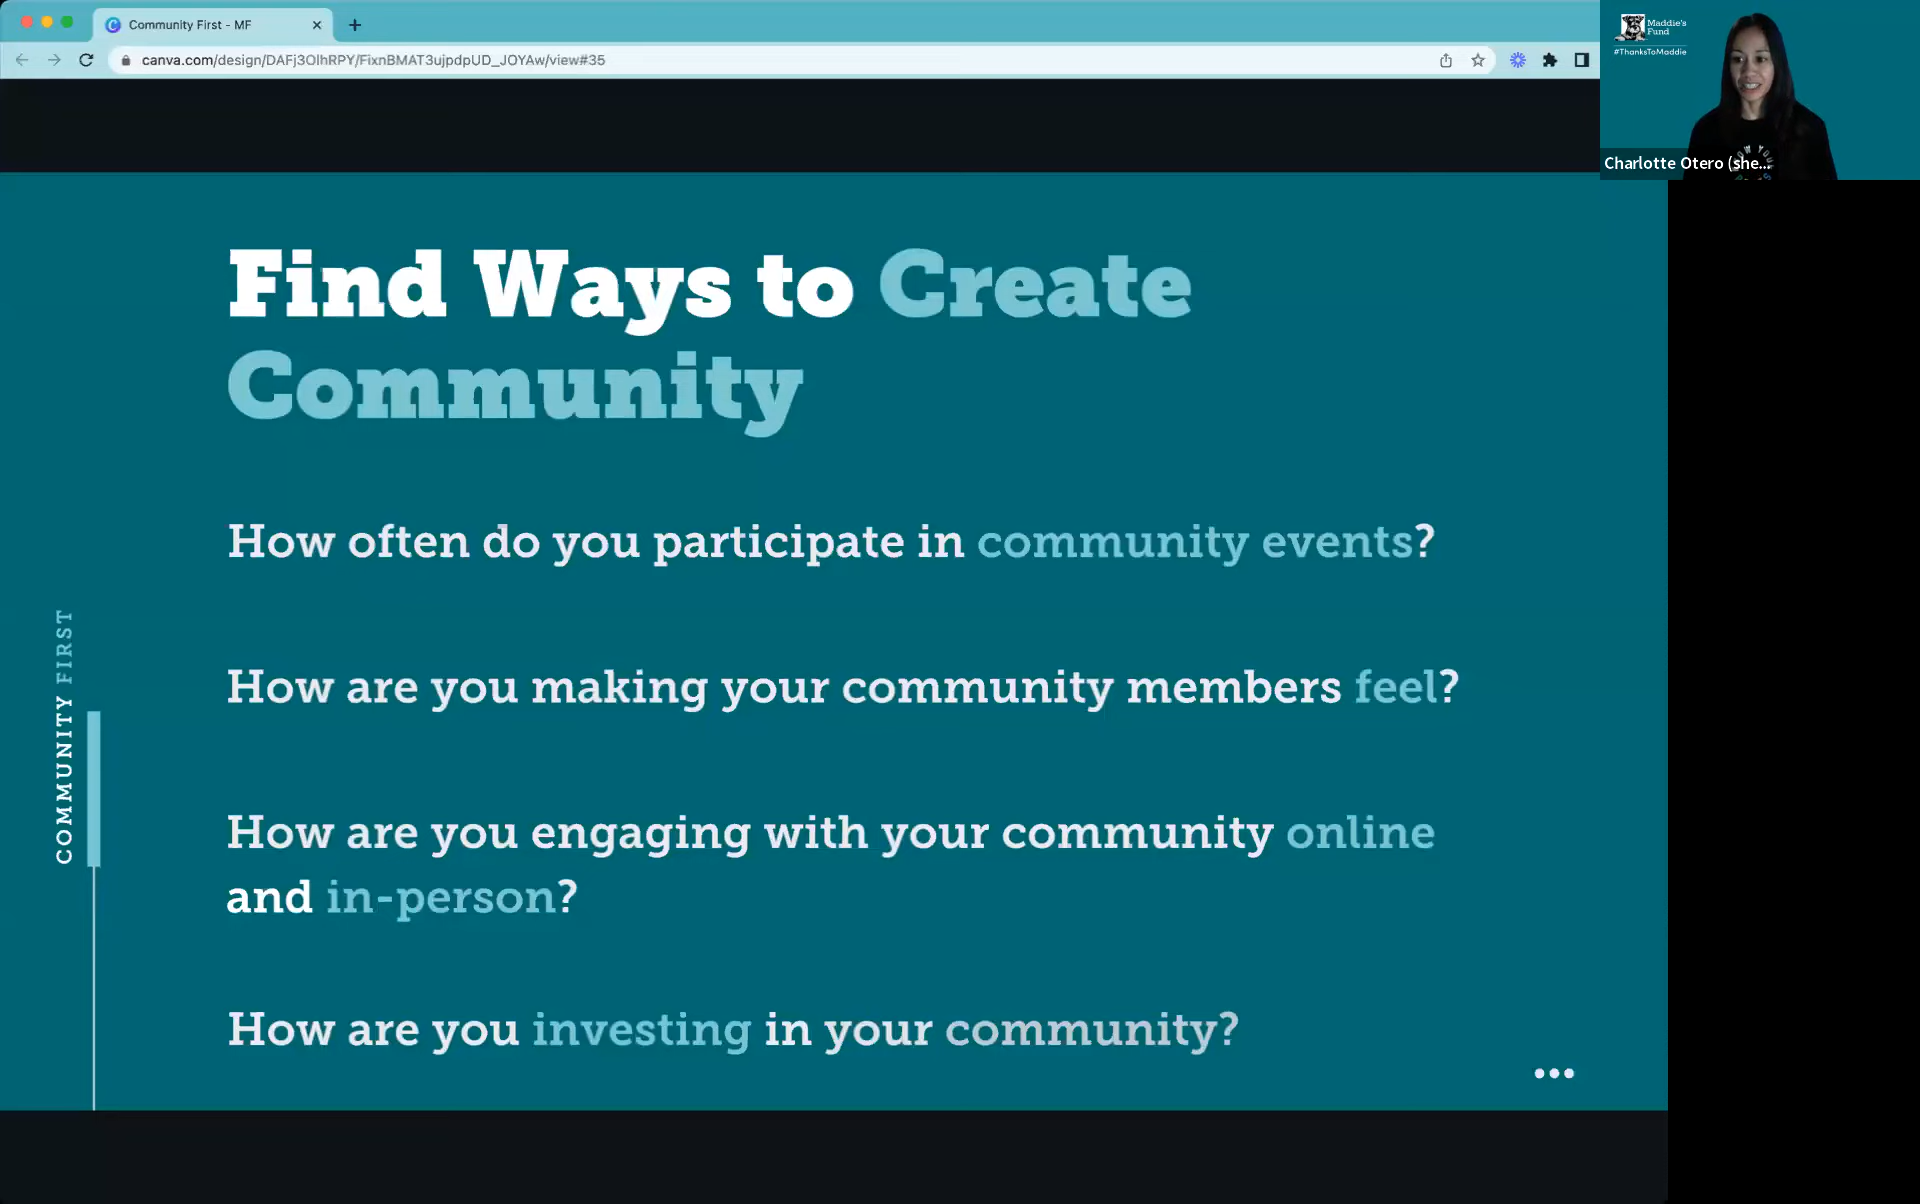 Community First - MF
canva.com/design/DAFj3OlhRPY/FixnBMAT3ujpdpUD_JOYAw/view#35
Maddie's
Fund
#ThanksToMaddie
Charlotte Otero (she...
Find Ways to Create
Community
How often do you participate in community events?
How are you making your community members feel?
How are you engaging with your community online
and in-person?
How are you investing in your community?
COMMUNITY FIRST